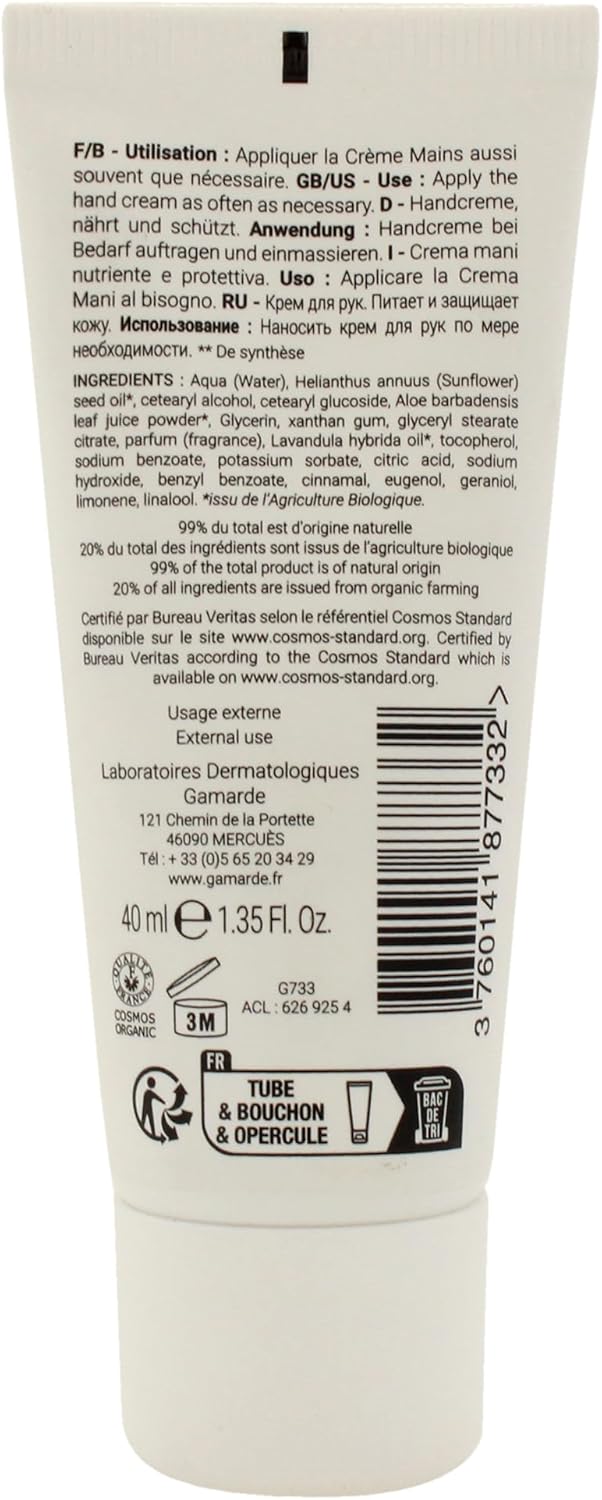 F/B - Utilisation : Appliquer la Crème Mains aussi
souvent que nécessaire. GB/US - Use : Apply the
hand cream as often as necessary. D - Handcreme,
nährt und schützt. Anwendung : Handcreme bei
Bedarf auftragen und einmassieren. I - Crema mani
nutriente e protettiva. Uso : Applicare la Crema
Mani al bisogno. RU - Крем для рук. Питает и защищает
кожу. Использование : Наносить крем для рук по мере
необходимости. ** De synthèse
INGREDIENTS : Aqua (Water), Helianthus annuus (Sunflower)
seed oil*, cetearyl alcohol, cetearyl glucoside, Aloe barbadensis
leaf juice powder*, Glycerin, xanthan gum, glyceryl stearate
citrate, parfum (fragrance), Lavandula hybrida oil*, tocopherol,
sodium benzoate, potassium sorbate, citric acid, sodium
hydroxide, benzyl benzoate, cinnamal, eugenol, geraniol,
limonene, linalool. *issu de l'Agriculture Biologique.
99% du total est d'origine naturelle
20% du total des ingrédients sont issus de l'agriculture biologique
99% of the total product is of natural origin
20% of all ingredients are issued from organic farming
Certifié par Bureau Veritas selon le référentiel Cosmos Standard
disponible sur le site www.cosmos-standard.org. Certified by
Bureau Veritas according to the Cosmos Standard which is
available on www.cosmos-standard.org.
Usage externe
External use
Laboratoires Dermatologiques
Gamarde
121 Chemin de la Portette
46090 MERCUÈS
Tél : + 33 (0)5 65 20 34 29
www.gamarde.fr
3 760141 877332 >
40 ml e 1.35 Fl. Oz.
QUALITÉ
FRANCE
COSMOS
ORGANIC
3M
G733
ACL : 626 925 4
FR
TUBE
& BOUCHON
& OPERCULE
BAC
DE
TRI